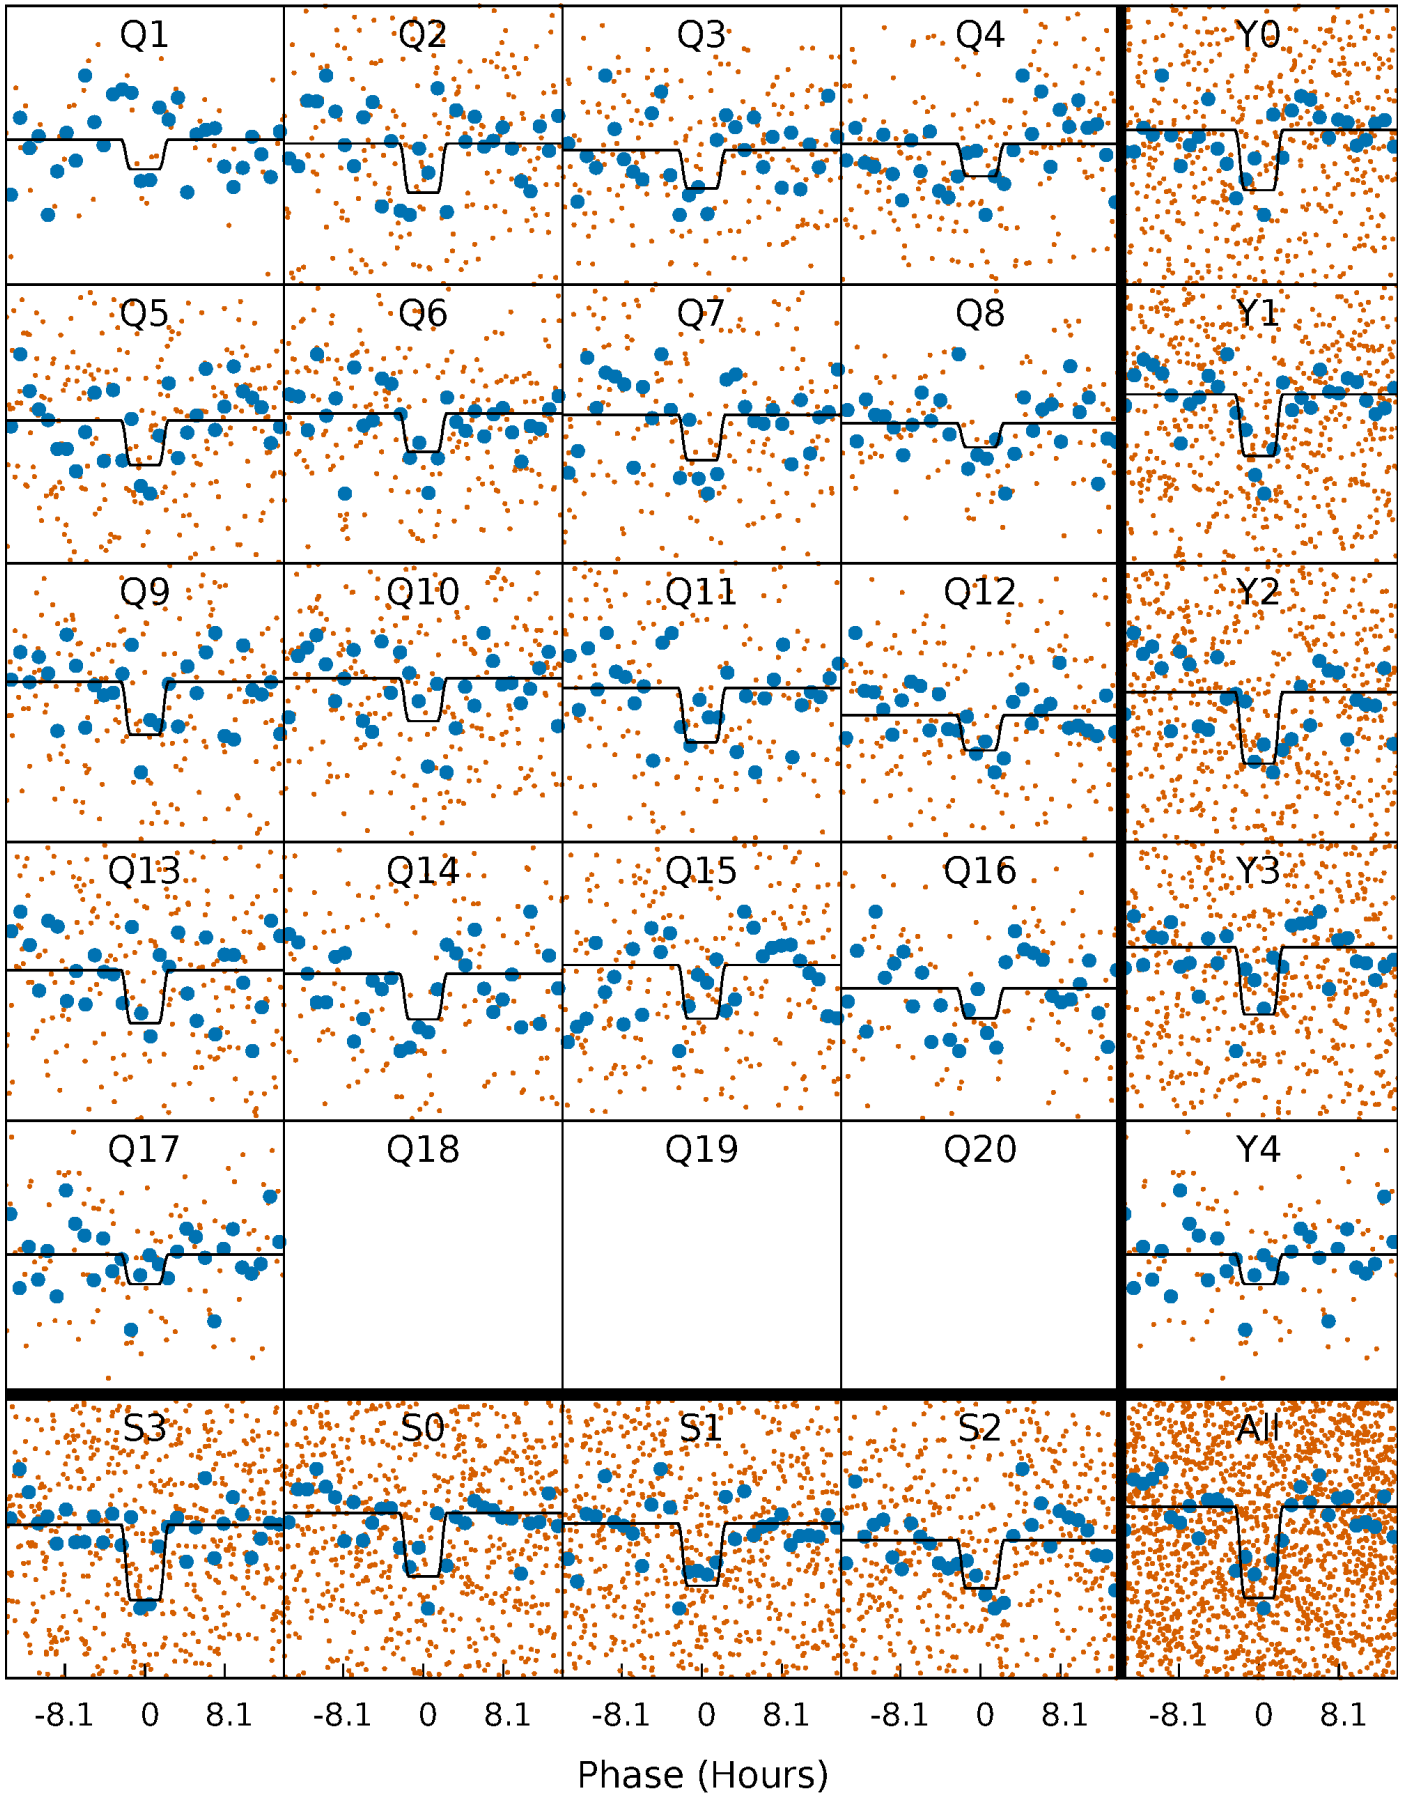 Q1 Q2 Q3 Q4 Y0
Q5 Q6 Q7 Q8 Y1
Q9 Q10 Q11 Q12 Y2
Q13 Q14 Q15 Q16 Y3
Q17 Q18 Q19 Q20 Y4
S3 S0 S1 S2 All
-8.1 0 8.1 -8.1 0 8.1 -8.1 0 8.1 -8.1 0 8.1 -8.1 0 8.1
Phase (Hours)